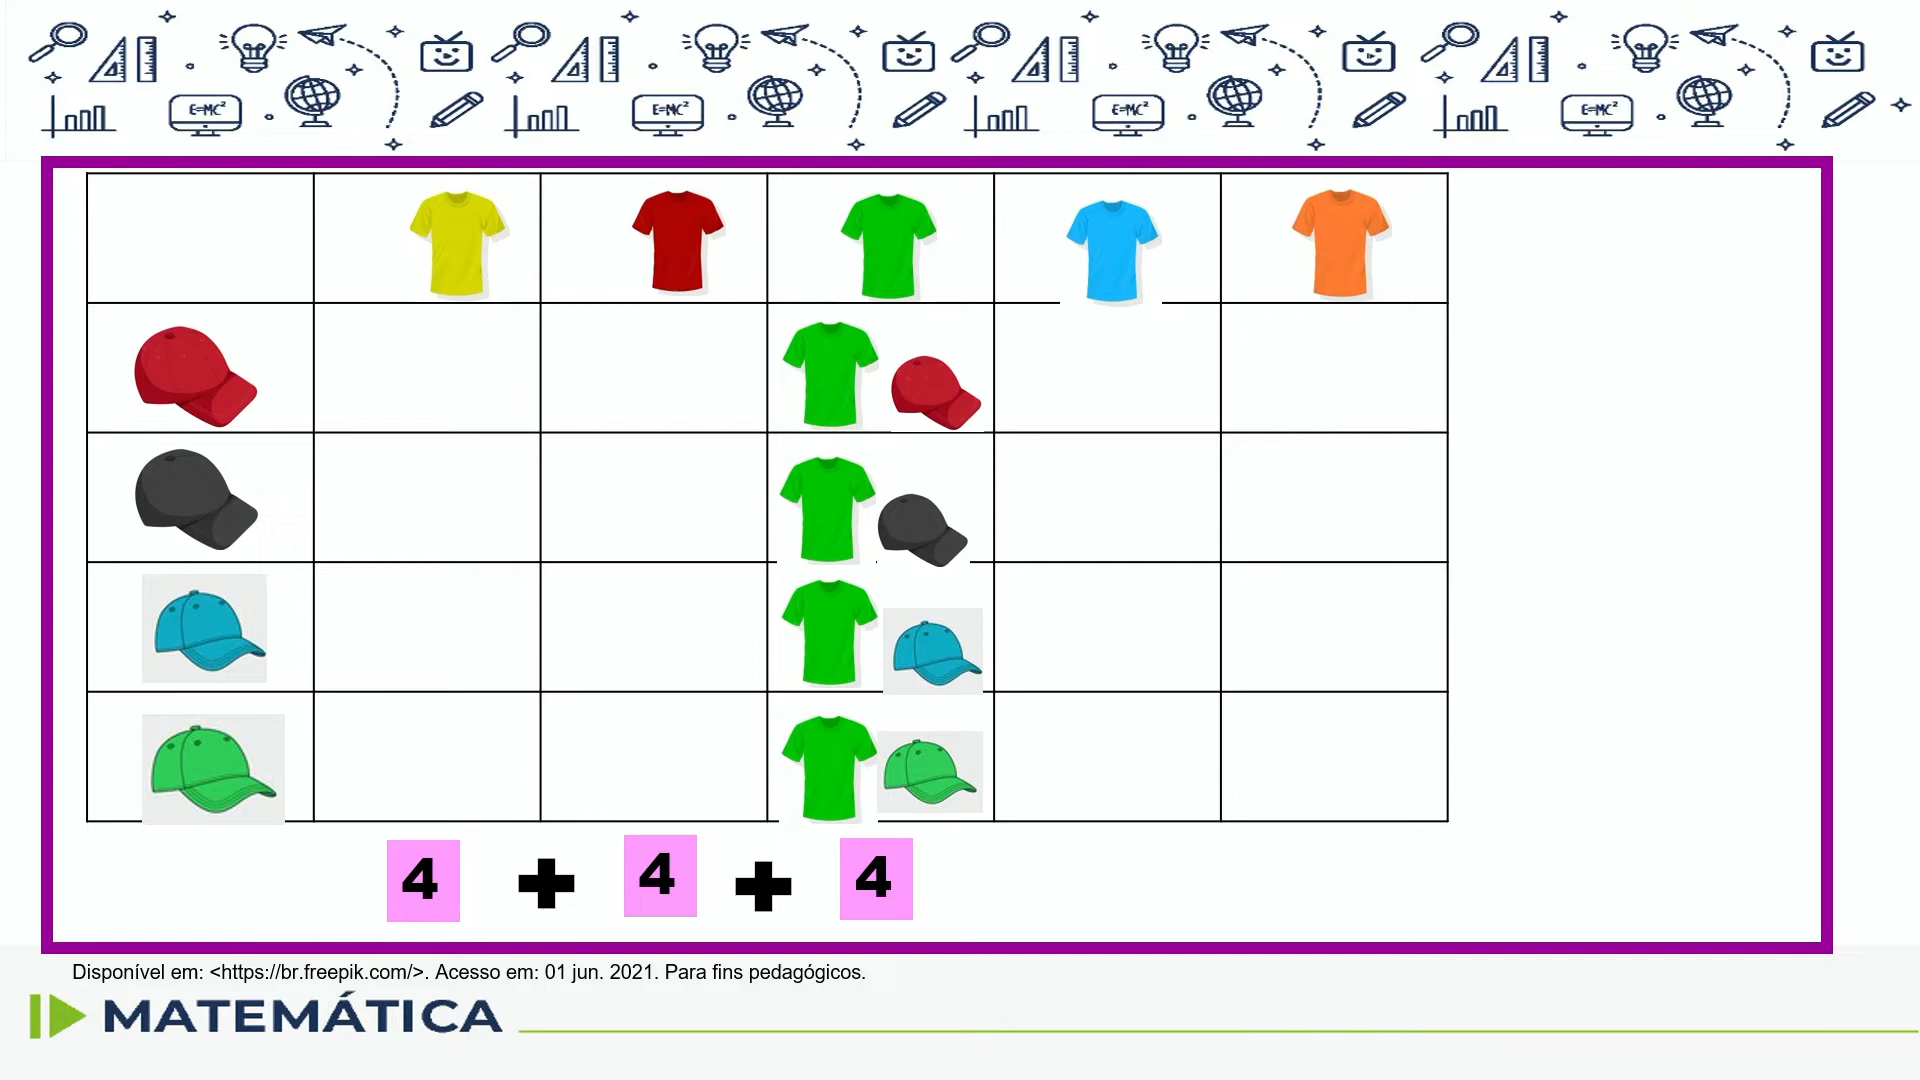 E=MC² E=MC² E=MC² E=MC²
4 + 4 + 4
Disponível em: <https://br.freepik.com/>. Acesso em: 01 jun. 2021. Para fins pedagógicos.
MATEMÁTICA